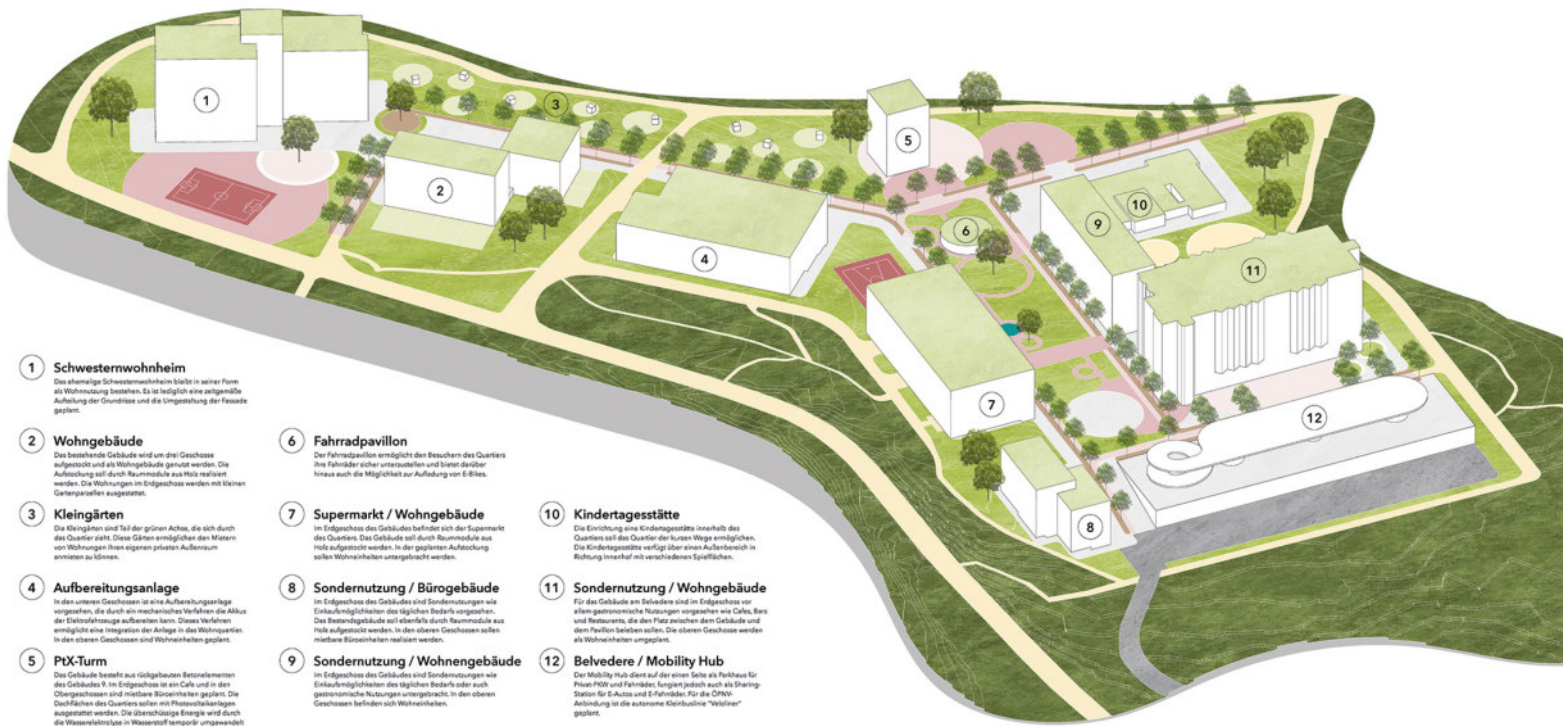 1
2
3
4
5
6
7
8
9
10
11
12
1 Schwesternwohnheim
Das ehemalige Schwesternwohnheim bleibt in seiner Form
als Wohnnutzung bestehen. Es ist lediglich eine zeitgemäße
Aufteilung der Grundrisse und die Umgestaltung der Fassade
geplant.
2 Wohngebäude
Das bestehende Gebäude wird um drei Geschosse
aufgestockt und als Wohngebäude genutzt werden. Die
Aufstockung soll durch Raummodule aus Holz realisiert
werden. Die Wohnungen im Erdgeschoss werden mit kleinen
Gartenparzellen ausgestattet.
3 Kleingärten
Die Kleingärten sind Teil der grünen Achse, die sich durch
das Quartier zieht. Diese Gärten ermöglichen den Mietern
von Wohnungen ihren eigenen privaten Außenraum
anmieten zu können.
4 Aufbereitungsanlage
In den unteren Geschossen ist eine Aufbereitungsanlage
vorgesehen, die durch ein mechanisches Verfahren die Akkus
der Elektrofahrzeuge aufbereiten kann. Dieses Verfahren
ermöglicht eine Integration der Anlage in das Wohnquartier.
In den oberen Geschossen sind Wohneinheiten geplant.
5 PtX-Turm
Das Gebäude besteht aus rückgebauten Betonelementen
des Gebäudes 9. Im Erdgeschoss ist ein Cafe und in den
Obergeschossen sind mietbare Büroeinheiten geplant. Die
Dachflächen des Quartiers sollen mit Photovoltaikanlagen
ausgestattet werden. Die überschüssige Energie wird durch
die Wasserelektrolyse in Wasserstoff temporär umgewandelt
6 Fahrradpavillon
Der Fahrradpavillon ermöglicht den Besuchern des Quartiers
ihre Fahrräder sicher unterzustellen und bietet darüber
hinaus auch die Möglichkeit zur Aufladung von E-Bikes.
7 Supermarkt / Wohngebäude
Im Erdgeschoss des Gebäudes befindet sich der Supermarkt
des Quartiers. Das Gebäude soll durch Raummodule aus
Holz aufgestockt werden. In der geplanten Aufstockung
sollen Wohneinheiten untergebracht werden.
8 Sondernutzung / Bürogebäude
Im Erdgeschoss des Gebäudes sind Sondernutzungen wie
Einkaufsmöglichkeiten des täglichen Bedarfs vorgesehen.
Das Bestandsgebäude soll ebenfalls durch Raummodule aus
Holz aufgestockt werden. In den oberen Geschossen sollen
mietbare Büroeinheiten realisiert werden.
9 Sondernutzung / Wohnengebäude
Im Erdgeschoss des Gebäudes sind Sondernutzungen wie
Einkaufsmöglichkeiten des täglichen Bedarfs oder auch
gastronomische Nutzungen untergebracht. In den oberen
Geschossen befinden sich Wohneinheiten.
10 Kindertagesstätte
Die Einrichtung eine Kindertagesstätte innerhalb des
Quartiers soll das Quartier der kurzen Wege ermöglichen.
Die Kindertagesstätte verfügt über einen Außenbereich in
Richtung Innenhof mit verschiedenen Spielflächen.
11 Sondernutzung / Wohngebäude
Für das Gebäude am Belvedere sind im Erdgeschoss vor
allem gastronomische Nutzungen vorgesehen wie Cafes, Bars
und Restaurants, die den Platz zwischen dem Gebäude und
dem Pavillon beleben sollen. Die oberen Geschosse werden
als Wohneinheiten umgeplant.
12 Belvedere / Mobility Hub
Der Mobility Hub dient auf der einen Seite als Parkhaus für
Privat-PKW und Fahrräder, fungiert jedoch auch als Sharing-
Station für E-Autos und E-Fahrräder. Für die ÖPNV-
Anbindung ist die autonome Kleinbuslinie "Veloliner"
geplant.